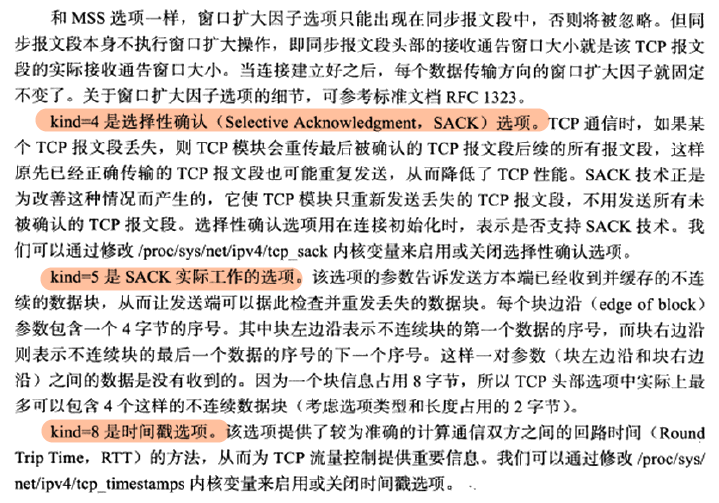 和 MSS 选项一样，窗口扩大因子选项只能出现在同步报文段中，否则将被忽略。但同
步报文段本身不执行窗口扩大操作，即同步报文段头部的接收通告窗口大小就是该 TCP 报文
段的实际接收通告窗口大小。当连接建立好之后，每个数据传输方向的窗口扩大因子就固定
不变了。关于窗口扩大因子选项的细节，可参考标准文档 RFC 1323。
kind=4 是选择性确认（Selective Acknowledgment，SACK）选项。TCP 通信时，如果某
个 TCP 报文段丢失，则 TCP 模块会重传最后被确认的 TCP 报文段后续的所有报文段，这样
原先已经正确传输的 TCP 报文段也可能重复发送，从而降低了 TCP 性能。SACK 技术正是
为改善这种情况而产生的，它使 TCP 模块只重新发送丢失的 TCP 报文段，不用发送所有未
被确认的 TCP 报文段。选择性确认选项用在连接初始化时，表示是否支持 SACK 技术。我
们可以通过修改 /proc/sys/net/ipv4/tcp_sack 内核变量来启用或关闭选择性确认选项。
kind=5 是 SACK 实际工作的选项。该选项的参数告诉发送方本端已经收到并缓存的不连
续的数据块，从而让发送端可以据此检查并重发丢失的数据块。每个块边沿（edge of block）
参数包含一个 4 字节的序号。其中块左边沿表示不连续块的第一个数据的序号，而块右边沿
则表示不连续块的最后一个数据的序号的下一个序号。这样一对参数（块左边沿和块右边
沿）之间的数据是没有收到的。因为一个块信息占用 8 字节，所以 TCP 头部选项中实际上最
多可以包含 4 个这样的不连续数据块（考虑选项类型和长度占用的 2 字节）。
kind=8 是时间戳选项。该选项提供了较为准确的计算通信双方之间的回路时间（Round
Trip Time，RTT）的方法，从而为 TCP 流量控制提供重要信息。我们可以通过修改 /proc/sys/
net/ipv4/tcp_timestamps 内核变量来启用或关闭时间戳选项。